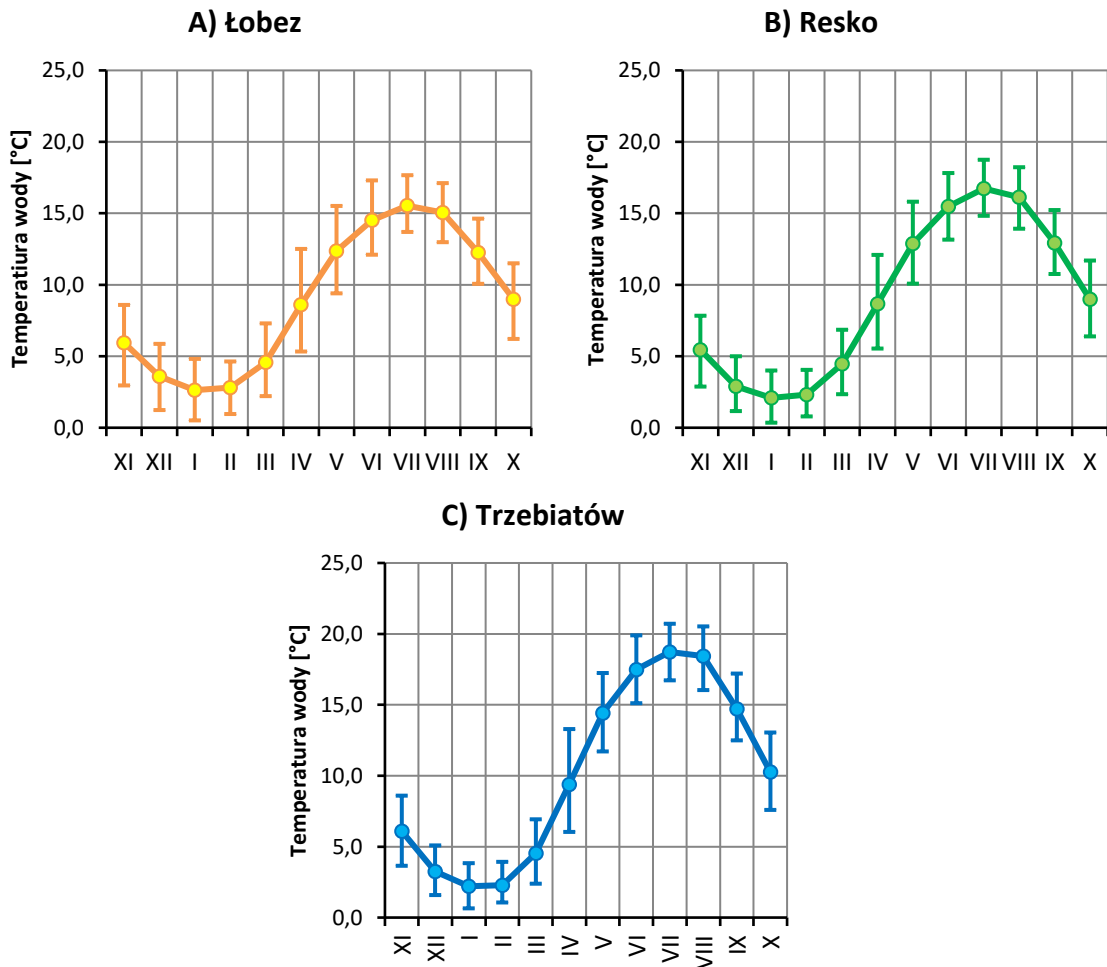 A) Łobez
Temperatiura wody [°C]
25,0
20,0
15,0
10,0
5,0
0,0
XI XII I II III IV V VI VII VIII IX X
B) Resko
Temperatura wody [°C]
25,0
20,0
15,0
10,0
5,0
0,0
XI XII I II III IV V VI VII VIII IX X
C) Trzebiatów
Temperatura wody [°C]
25,0
20,0
15,0
10,0
5,0
0,0
XI XII I II III IV V VI VII VIII IX X